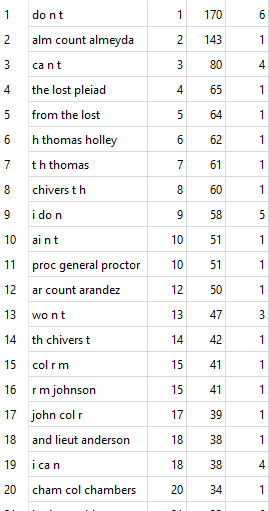 1 do n t 1 170 6
2 alm count almeyda 2 143 1
3 ca n t 3 80 4
4 the lost pleiad 4 65 1
5 from the lost 5 64 1
6 h thomas holley 6 62 1
7 t h thomas 7 61 1
8 chivers t h 8 60 1
9 i do n 9 58 5
10 ai n t 10 51 1
11 proc general proctor 10 51 1
12 ar count arandez 12 50 1
13 wo n t 13 47 3
14 th chivers t 14 42 1
15 col r m 15 41 1
16 r m johnson 15 41 1
17 john col r 17 39 1
18 and lieut anderson 18 38 1
19 i ca n 18 38 4
20 cham col chambers 20 34 1